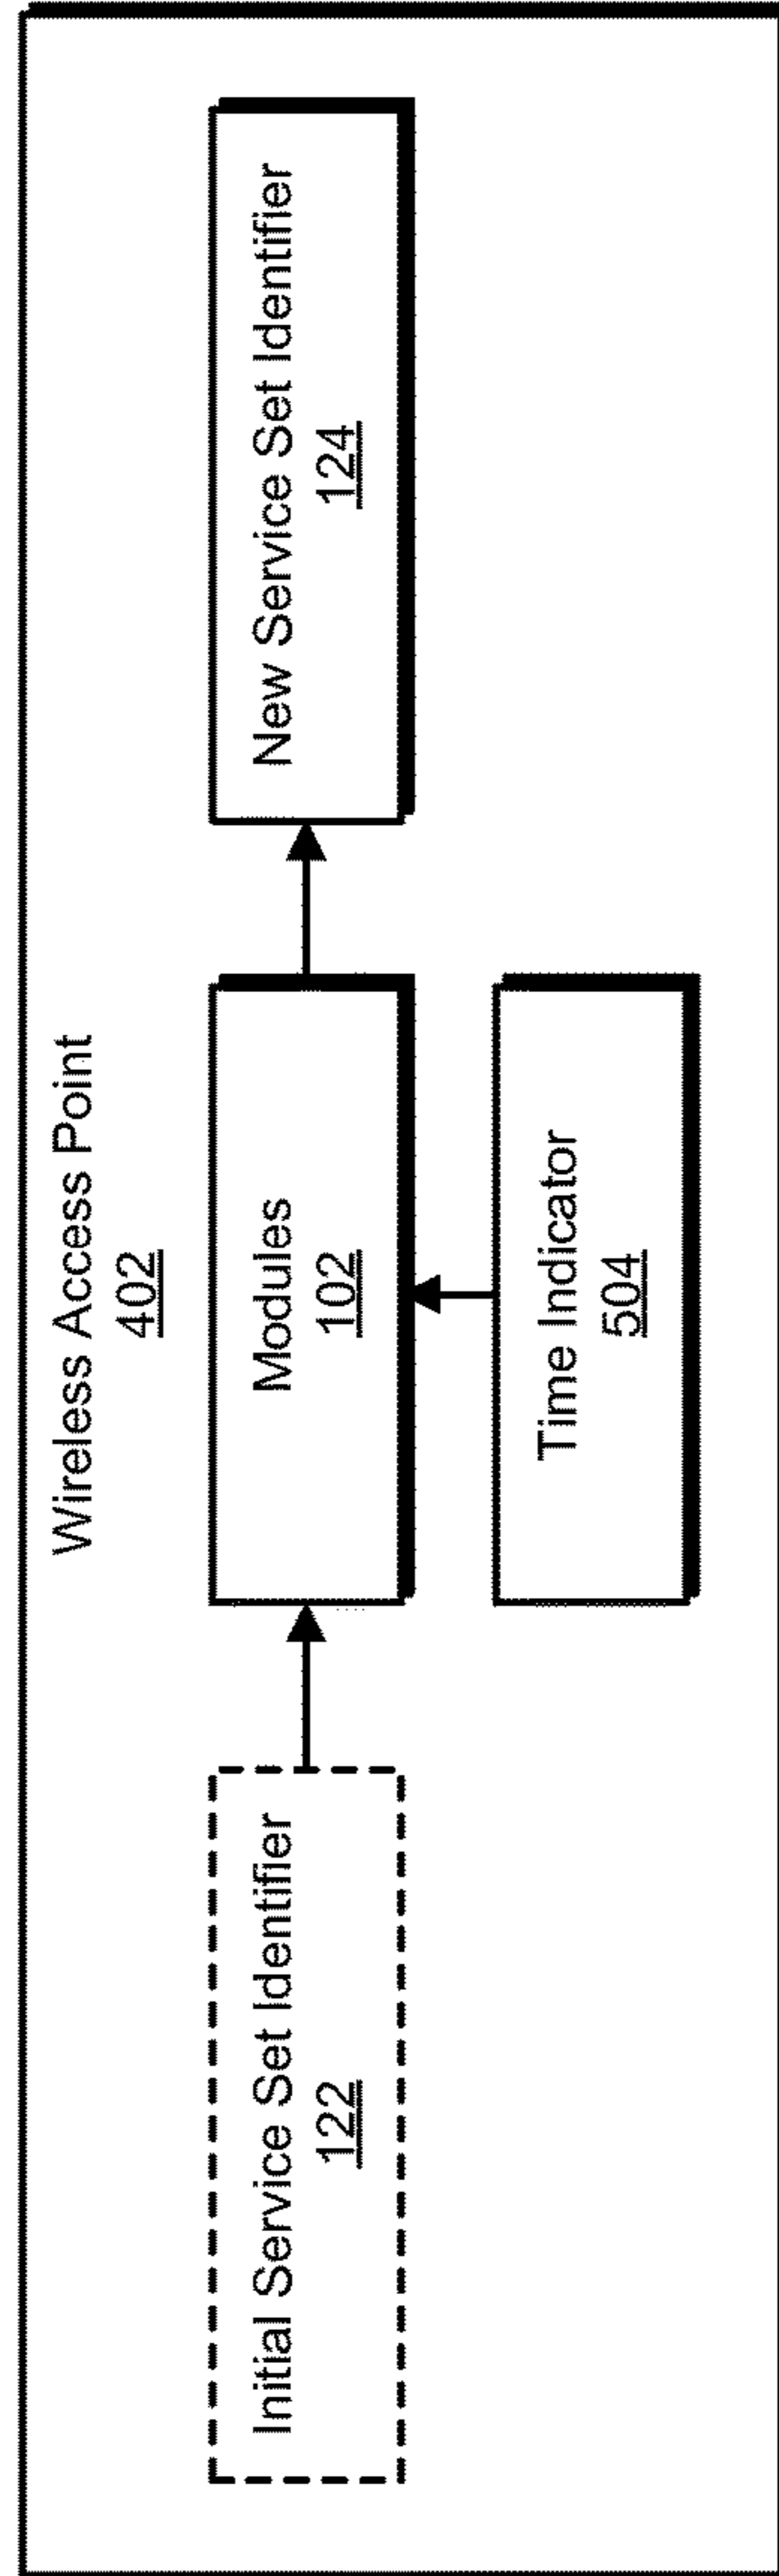 Wireless Access Point
402
Initial Service Set Identifier
122
Modules
102
New Service Set Identifier
124
Time Indicator
504